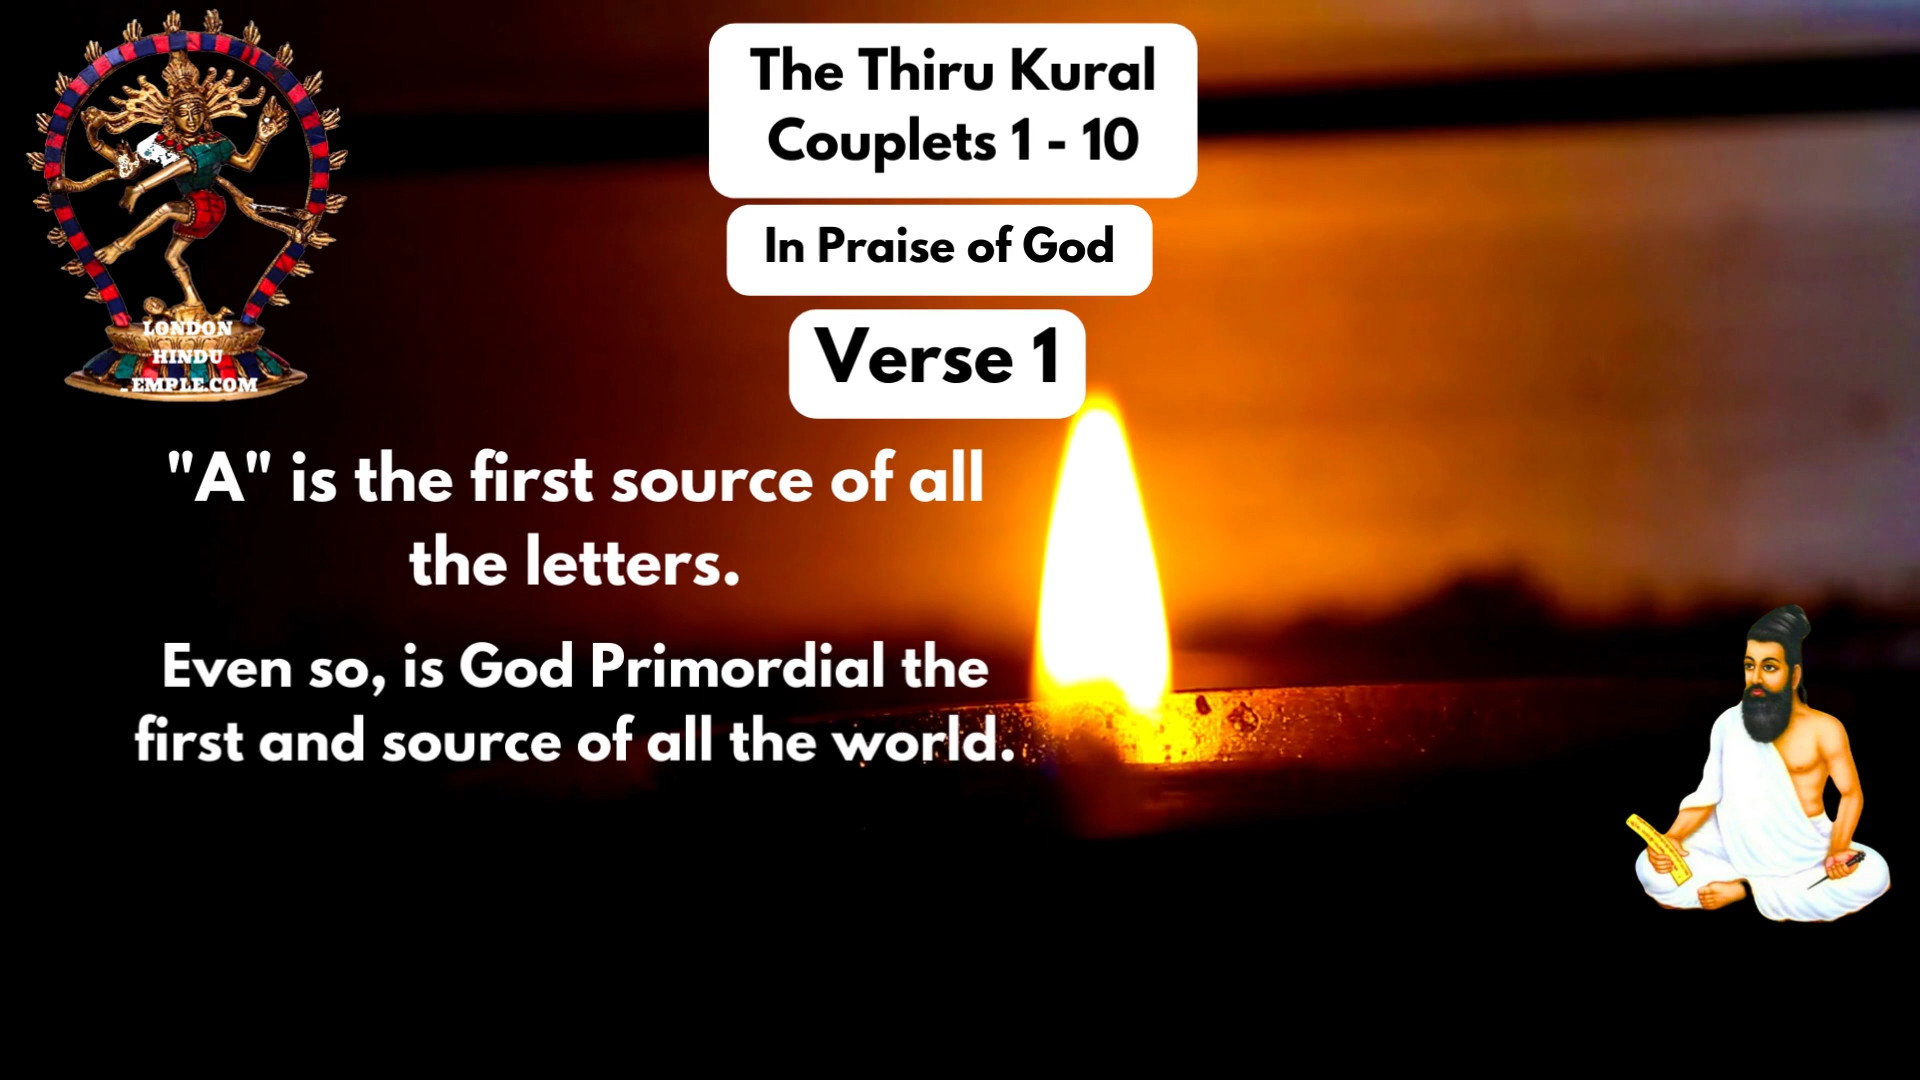 The Thiru Kural
Couplets 1 - 10
In Praise of God
Verse 1
LONDON
HINDU
EMPLE.COM
"A" is the first source of all
the letters.
Even so, is God Primordial the
first and source of all the world.